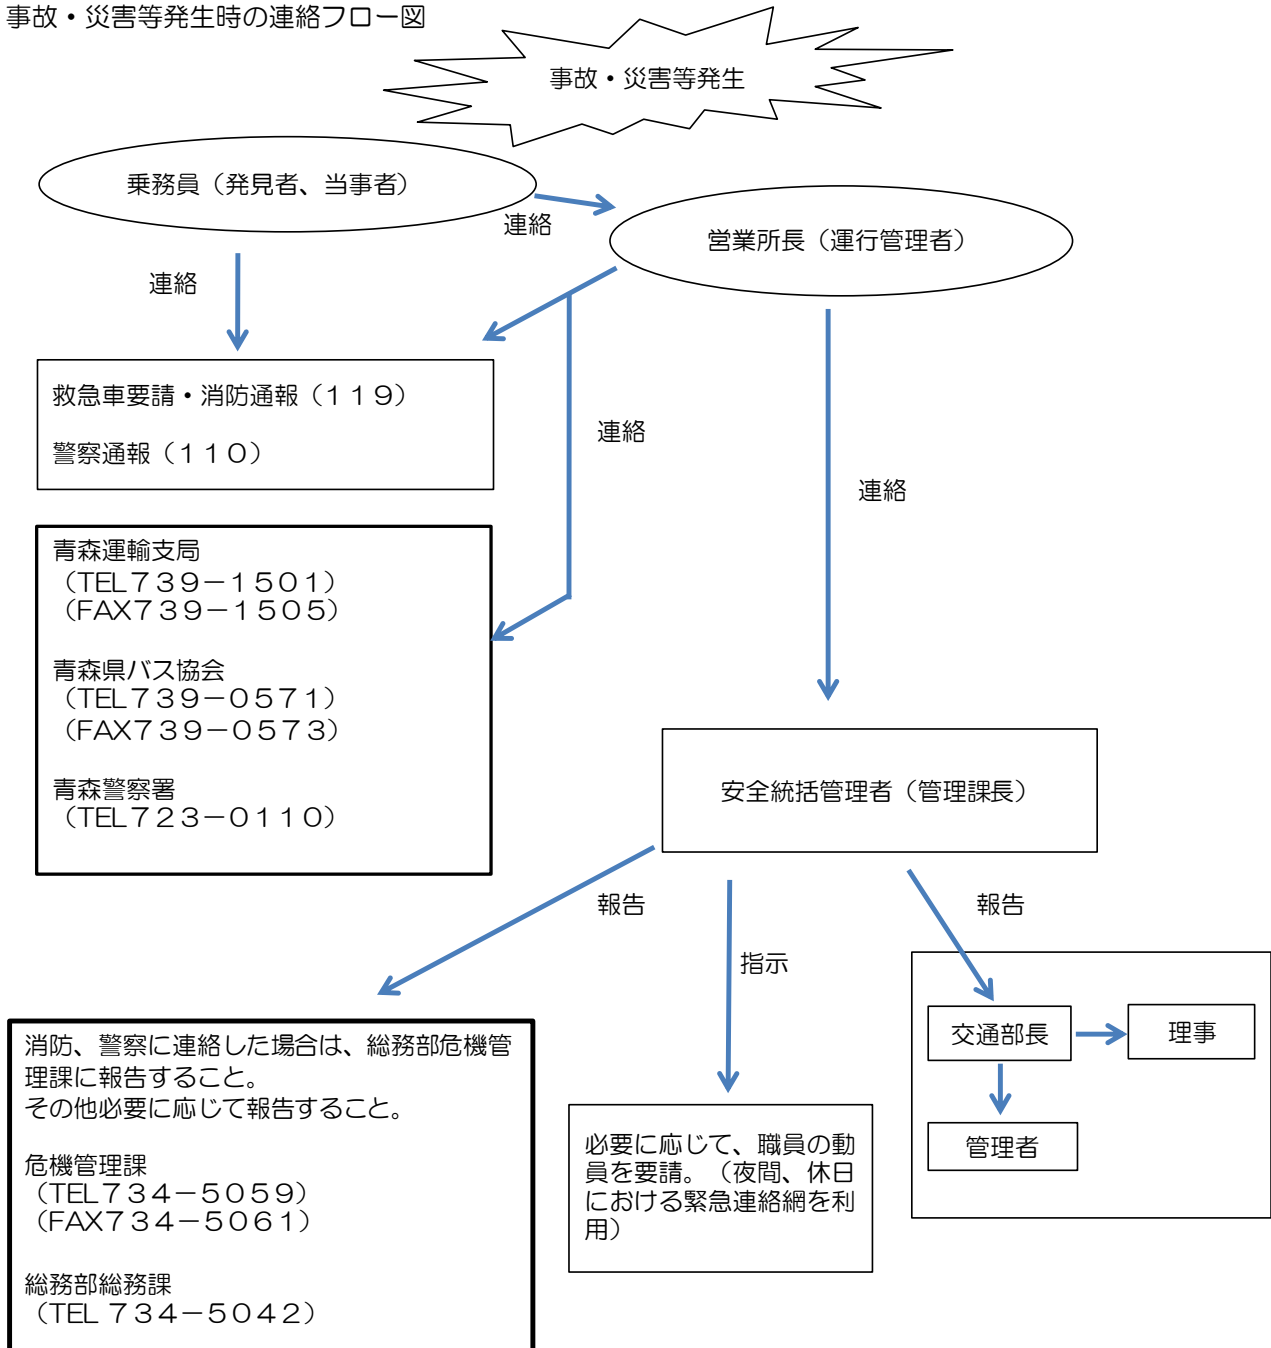 事故・災害等発生時の連絡フロー図
事故・災害等発生
乗務員（発見者、当事者）
連絡
営業所長（運行管理者）
連絡
救急車要請・消防通報（１１９）
警察通報（１１０）
連絡
連絡
青森運輸支局
（TEL７３９－１５０１）
（FAX７３９－１５０５）
青森県バス協会
（TEL７３９－０５７１）
（FAX７３９－０５７３）
青森警察署
（TEL７２３－０１１０）
安全統括管理者（管理課長）
報告
指示
報告
消防、警察に連絡した場合は、総務部危機管
理課に報告すること。
その他必要に応じて報告すること。
危機管理課
（TEL７３４－５０５９）
（FAX７３４－５０６１）
総務部総務課
（TEL ７３４－５０４２）
必要に応じて、職員の動
員を要請。（夜間、休日
における緊急連絡網を利
用）
交通部長
理事
管理者